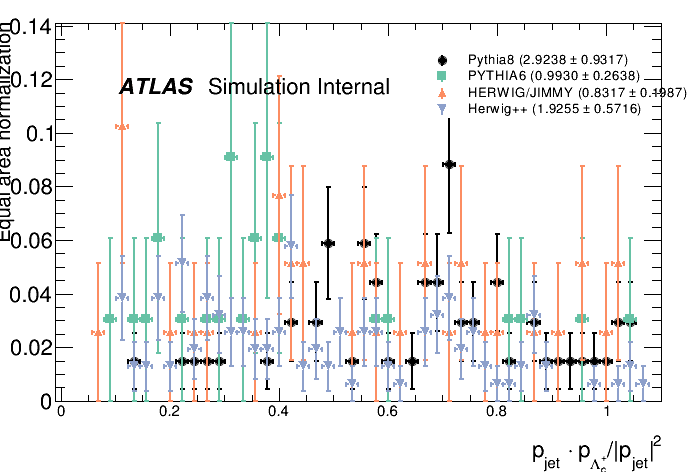 Equal area normalization
0.14
0.12
0.1
0.08
0.06
0.04
0.02
0
ATLAS Simulation Internal
Pythia8 (2.9238 ± 0.9317)
PYTHIA6 (0.9930 ± 0.2638)
HERWIG/JIMMY (0.8317 ± 0.1987)
Herwig++ (1.9255 ± 0.5716)
0 0.2 0.4 0.6 0.8 1
p_jet · p_Λc+/|p_jet|²